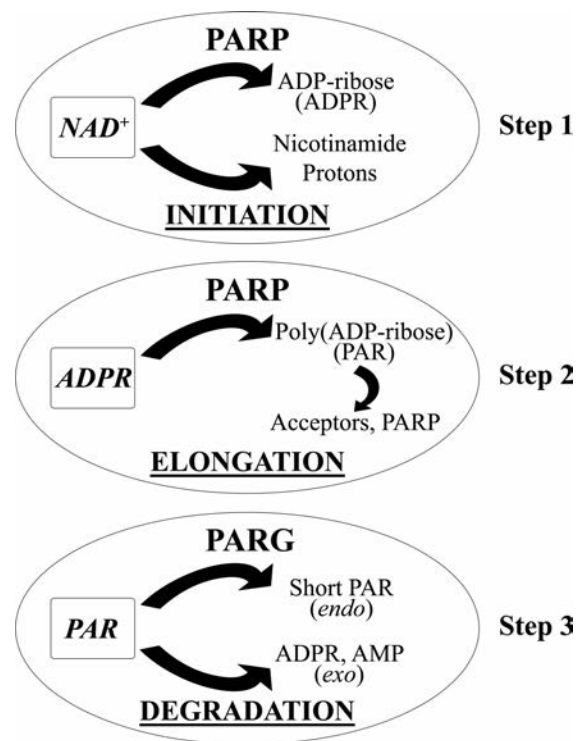 PARP
NAD+
ADP-ribose
(ADPR)
Nicotinamide
Protons
INITIATION
Step 1
PARP
ADPR
Poly(ADP-ribose)
(PAR)
Acceptors, PARP
ELONGATION
Step 2
PARG
PAR
Short PAR
(endo)
ADPR, AMP
(exo)
DEGRADATION
Step 3